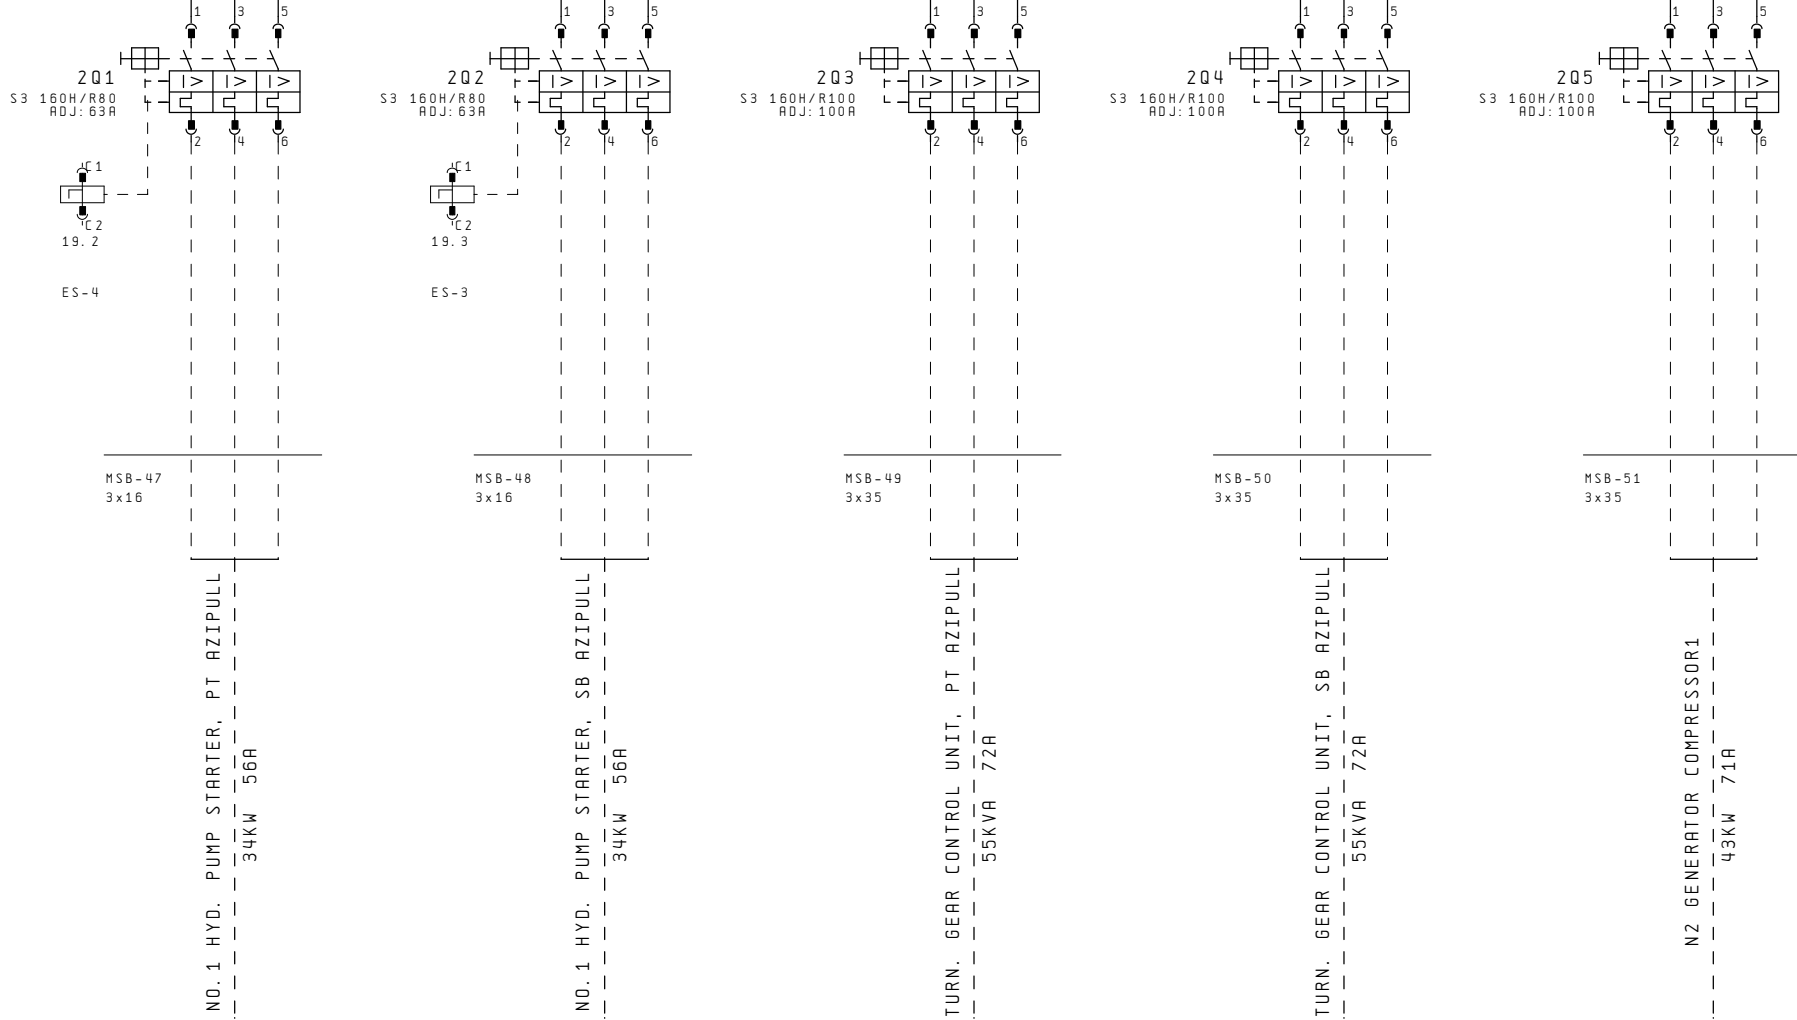 1 3 5
2Q1
S3 160H/R80
ADJ:63A
I> I> I>
2 4 6
C1
C2
19.2
ES-4
MSB-47
3x16
NO.1 HYD. PUMP STARTER, PT AZIPULL
34KW 56A
1 3 5
2Q2
S3 160H/R80
ADJ:63A
I> I> I>
2 4 6
C1
C2
19.3
ES-3
MSB-48
3x16
NO.1 HYD. PUMP STARTER, SB AZIPULL
34KW 56A
1 3 5
2Q3
S3 160H/R100
ADJ:100A
I> I> I>
2 4 6
MSB-49
3x35
TURN. GEAR CONTROL UNIT, PT AZIPULL
55KVA 72A
1 3 5
2Q4
S3 160H/R100
ADJ:100A
I> I> I>
2 4 6
MSB-50
3x35
TURN. GEAR CONTROL UNIT, SB AZIPULL
55KVA 72A
1 3 5
2Q5
S3 160H/R100
ADJ:100A
I> I> I>
2 4 6
MSB-51
3x35
N2 GENERATOR COMPRESSOR1
43KW 71A